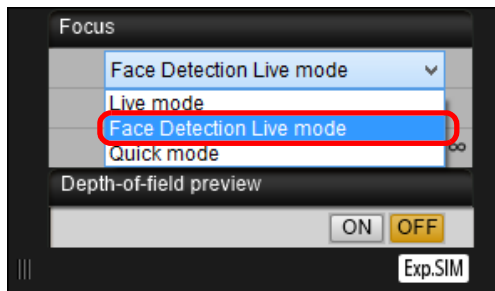 Focus
Face Detection Live mode
Live mode
Face Detection Live mode
Quick mode
∞
Depth-of-field preview
ON OFF
Exp.SIM